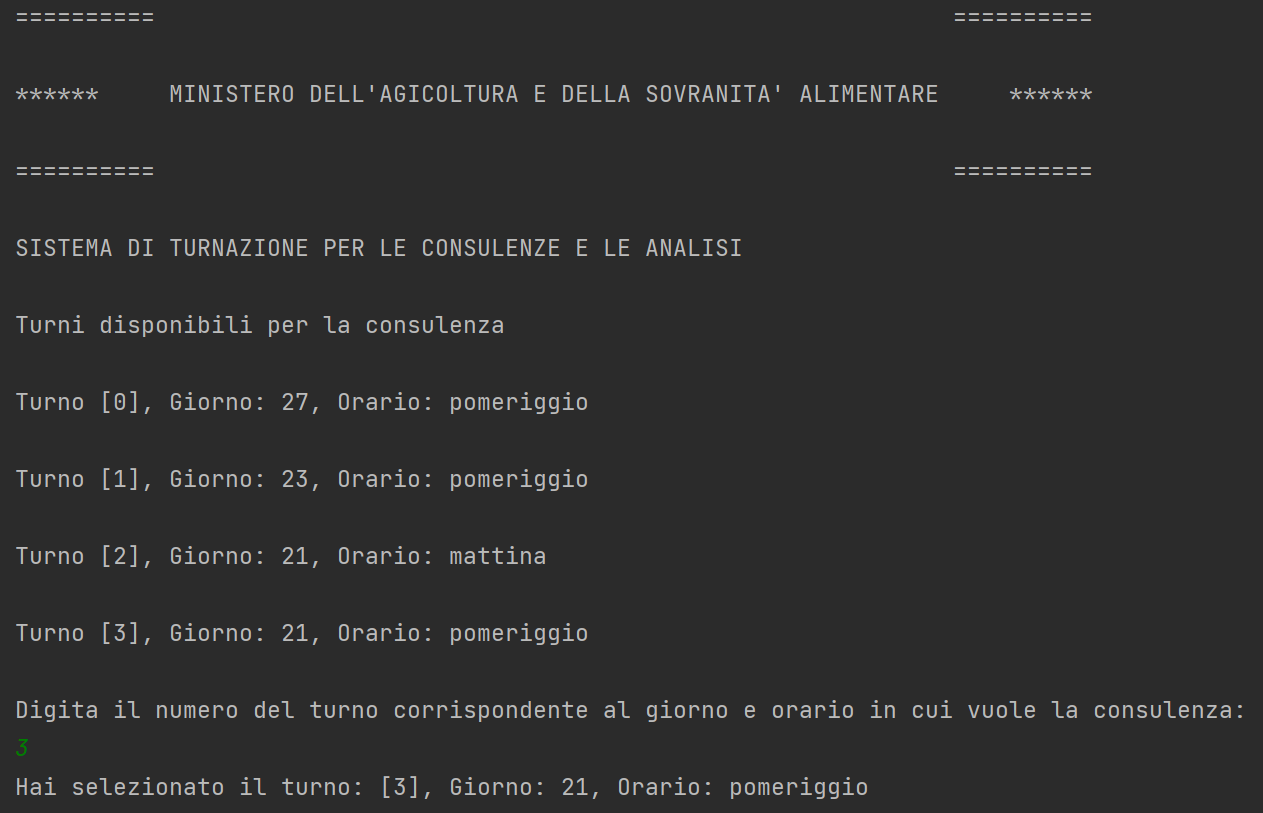 ========== ==========
****** MINISTERO DELL'AGICOLTURA E DELLA SOVRANITA' ALIMENTARE ******
========== ==========
SISTEMA DI TURNAZIONE PER LE CONSULENZE E LE ANALISI
Turni disponibili per la consulenza
Turno [0], Giorno: 27, Orario: pomeriggio
Turno [1], Giorno: 23, Orario: pomeriggio
Turno [2], Giorno: 21, Orario: mattina
Turno [3], Giorno: 21, Orario: pomeriggio
Digita il numero del turno corrispondente al giorno e orario in cui vuole la consulenza:
3
Hai selezionato il turno: [3], Giorno: 21, Orario: pomeriggio